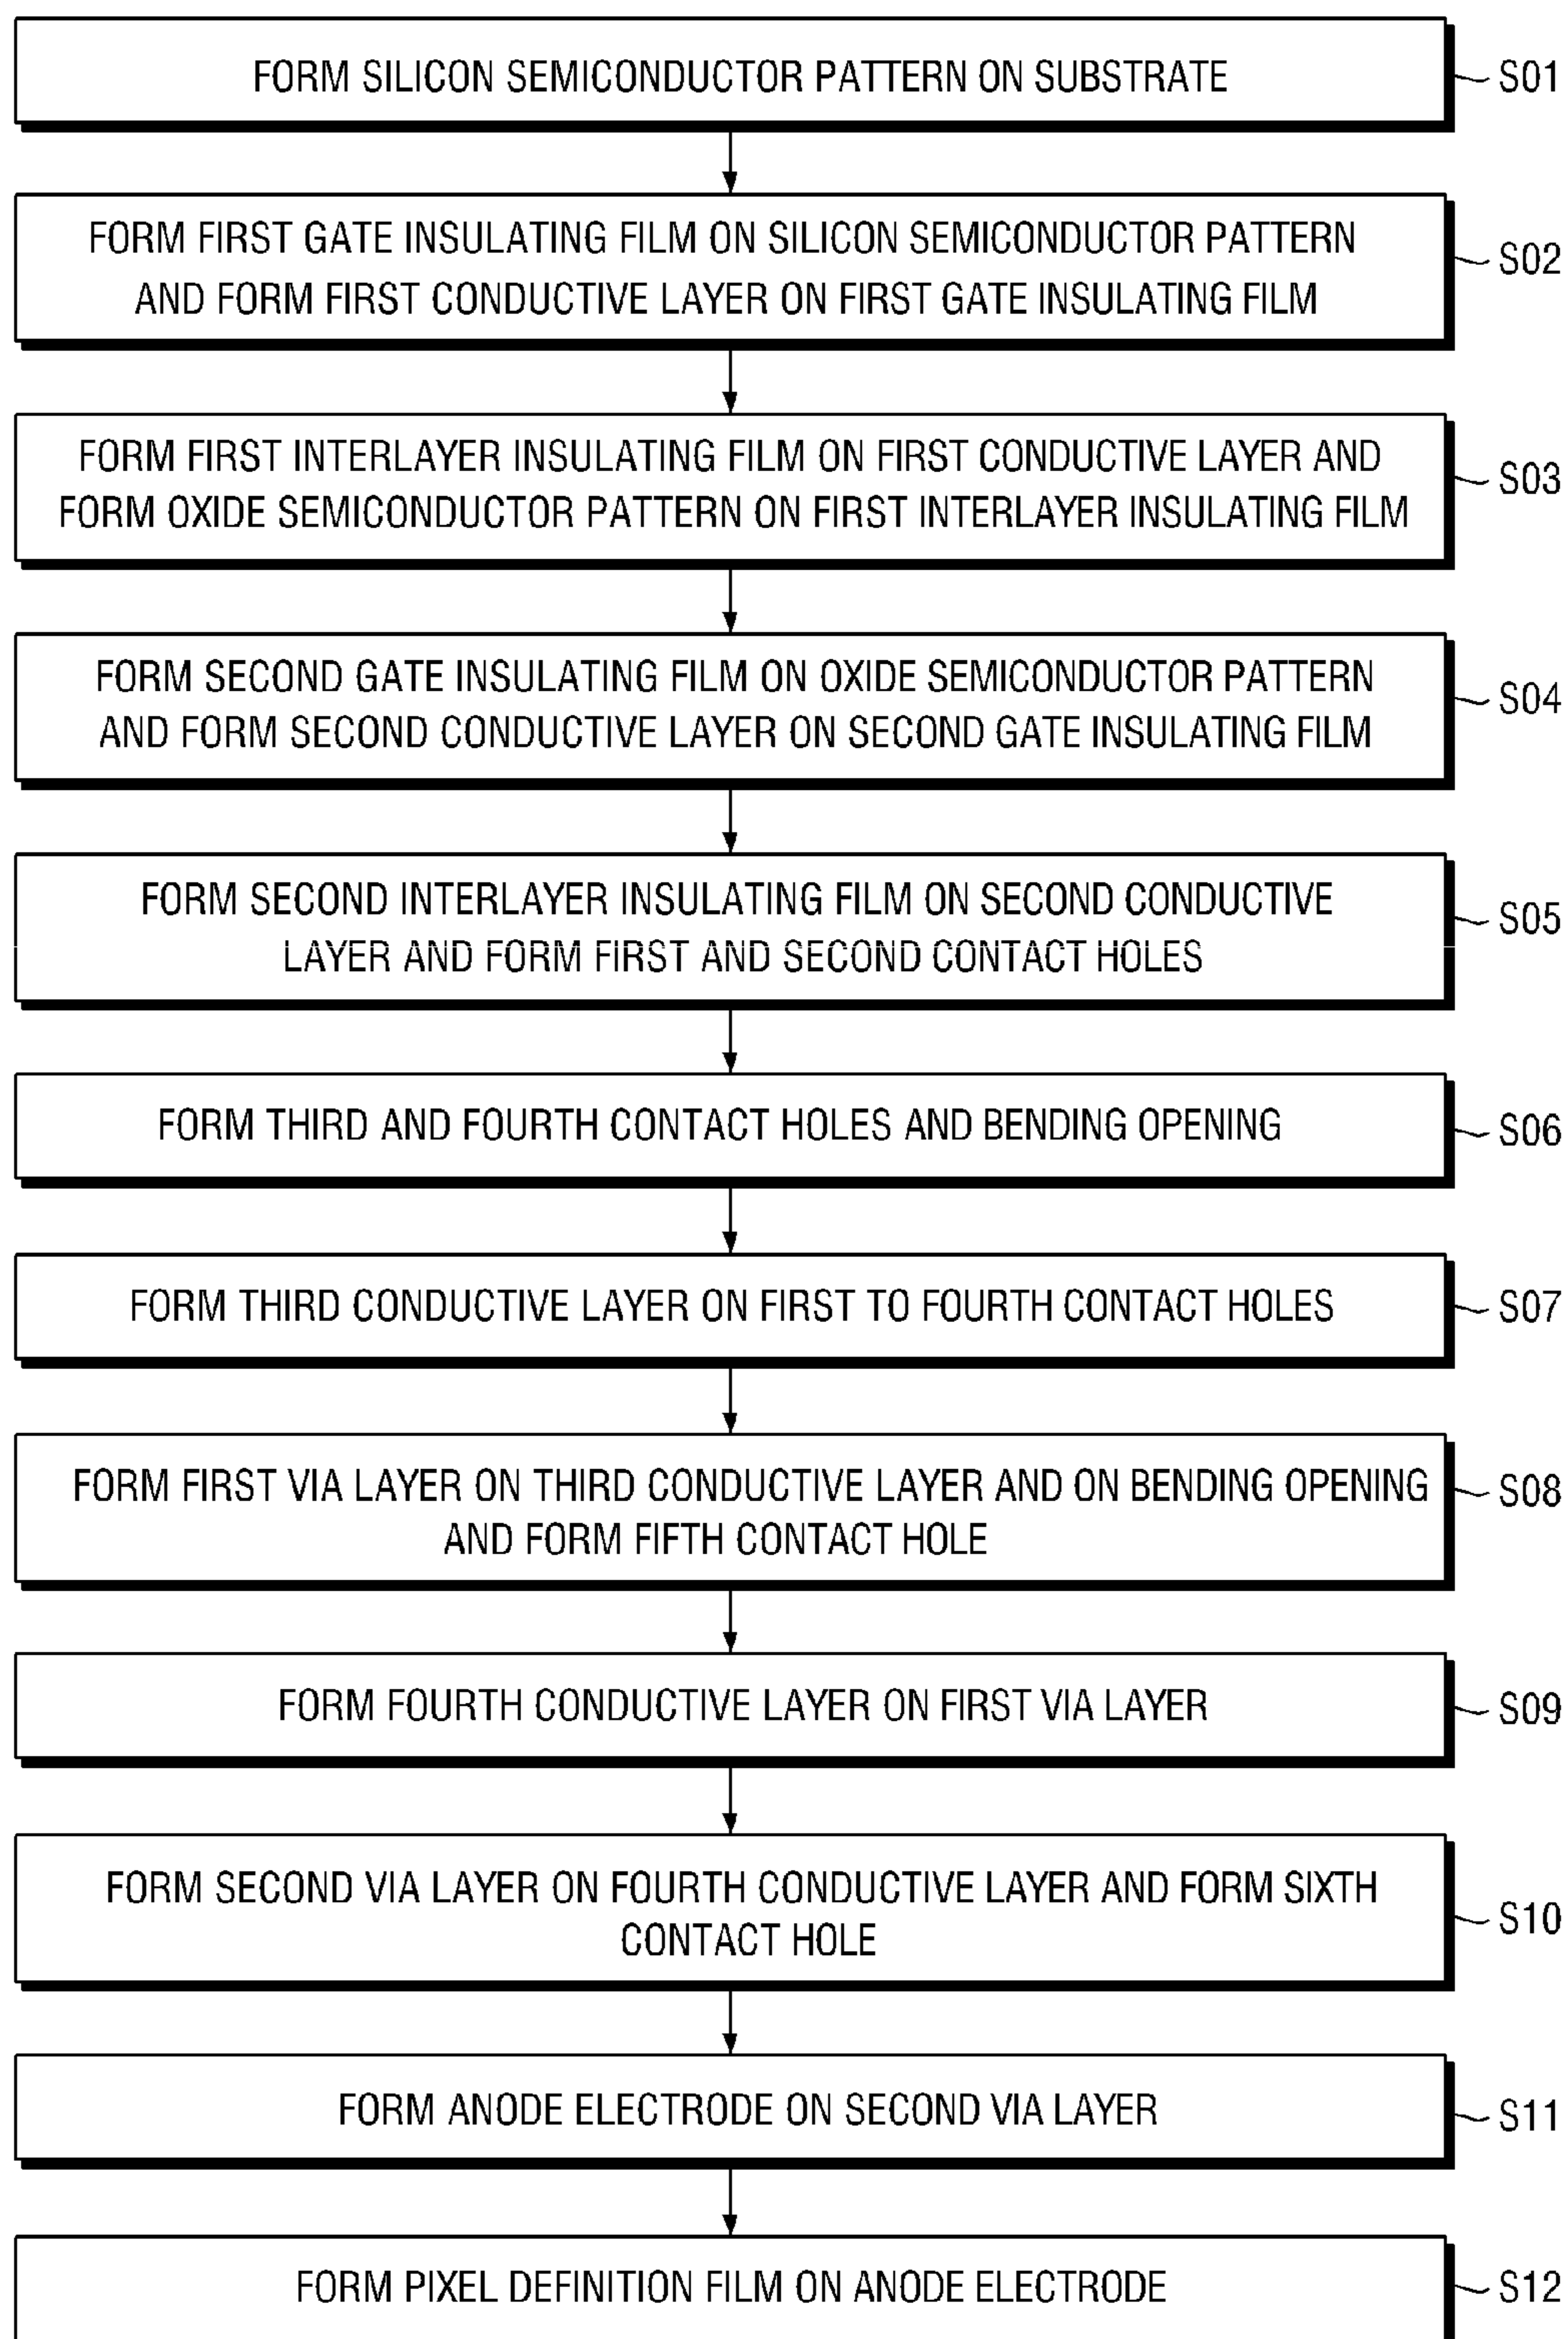 FORM SILICON SEMICONDUCTOR PATTERN ON SUBSTRATE
S01
FORM FIRST GATE INSULATING FILM ON SILICON SEMICONDUCTOR PATTERN
AND FORM FIRST CONDUCTIVE LAYER ON FIRST GATE INSULATING FILM
S02
FORM FIRST INTERLAYER INSULATING FILM ON FIRST CONDUCTIVE LAYER AND
FORM OXIDE SEMICONDUCTOR PATTERN ON FIRST INTERLAYER INSULATING FILM
S03
FORM SECOND GATE INSULATING FILM ON OXIDE SEMICONDUCTOR PATTERN
AND FORM SECOND CONDUCTIVE LAYER ON SECOND GATE INSULATING FILM
S04
FORM SECOND INTERLAYER INSULATING FILM ON SECOND CONDUCTIVE
LAYER AND FORM FIRST AND SECOND CONTACT HOLES
S05
FORM THIRD AND FOURTH CONTACT HOLES AND BENDING OPENING
S06
FORM THIRD CONDUCTIVE LAYER ON FIRST TO FOURTH CONTACT HOLES
S07
FORM FIRST VIA LAYER ON THIRD CONDUCTIVE LAYER AND ON BENDING OPENING
AND FORM FIFTH CONTACT HOLE
S08
FORM FOURTH CONDUCTIVE LAYER ON FIRST VIA LAYER
S09
FORM SECOND VIA LAYER ON FOURTH CONDUCTIVE LAYER AND FORM SIXTH
CONTACT HOLE
S10
FORM ANODE ELECTRODE ON SECOND VIA LAYER
S11
FORM PIXEL DEFINITION FILM ON ANODE ELECTRODE
S12